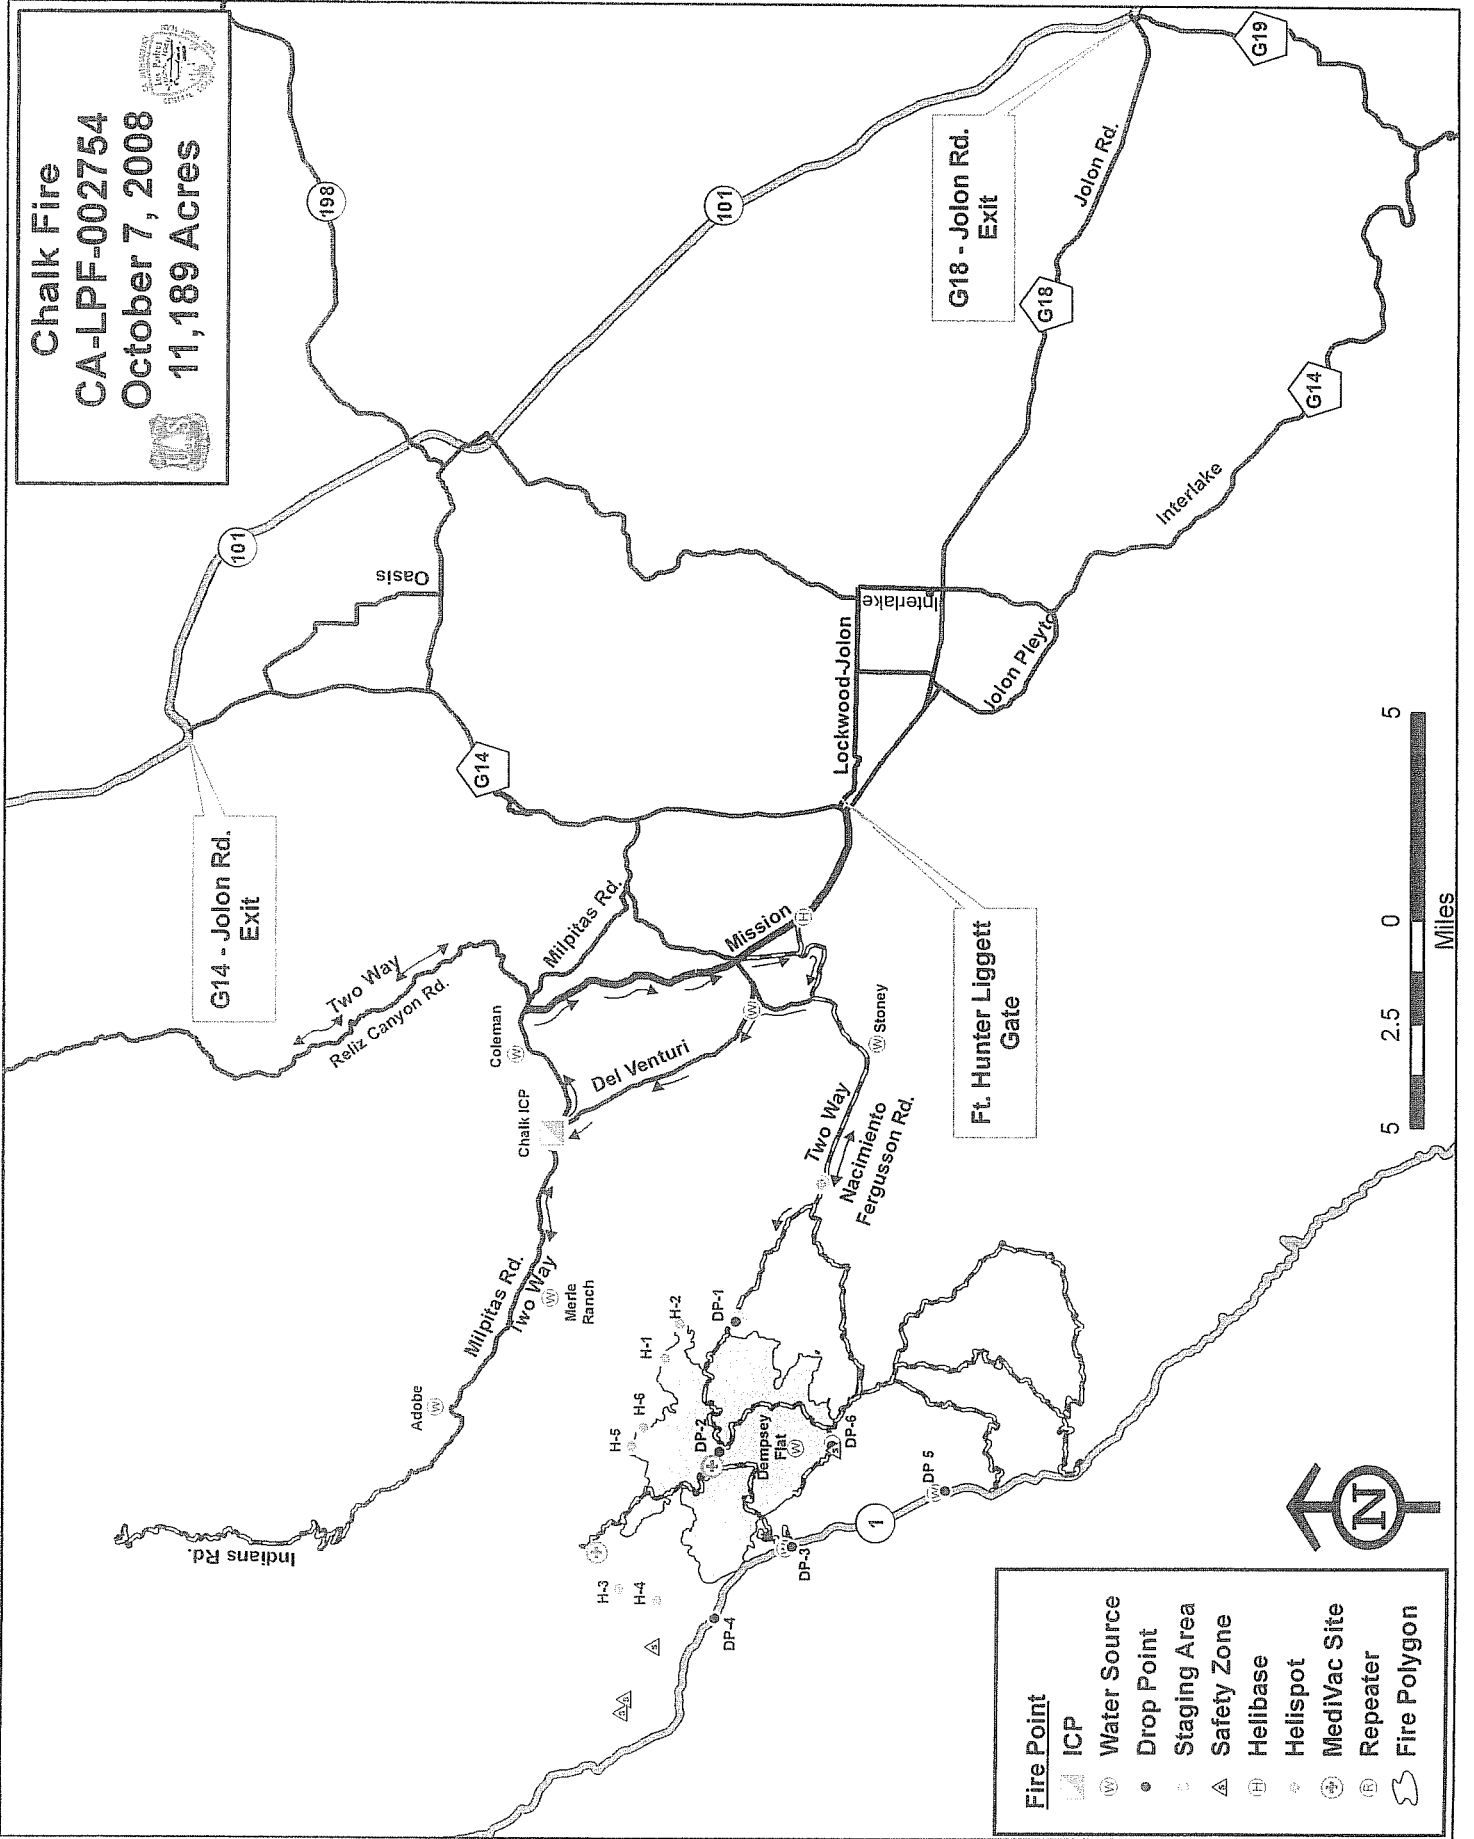 Chalk Fire
CA-LPF-002754
October 7, 2008
11,189 Acres
198
101
101
G19
G18 - Jolon Rd.
Exit
Jolon Rd.
G18
G14
Interlake
Oasis
G14 - Jolon Rd.
Exit
G14
Lockwood-Jolon
Interlake
Jolon Pleyto
Two Way
Reliz Canyon Rd.
Milpitas Rd.
Mission
H
Coleman
W
Chalk ICP
Del Venturi
W
W Stoney
Ft. Hunter Liggett
Gate
Two Way
Nacimiento
Fergusson Rd.
Milpitas Rd.
Two Way
W
Merle
Ranch
Adobe
W
Indians Rd.
H-2
H-1
H-6
H-5
DP-1
DP-2
Dempsey
Flat
W
DP-6
S
DP 5
W
1
DP-3
H-3
H-4
DP-4
S
S
5 2.5 0 5
Miles
N
Fire Point
ICP
W Water Source
Drop Point
Staging Area
S Safety Zone
H Helibase
Helispot
MediVac Site
R Repeater
Fire Polygon